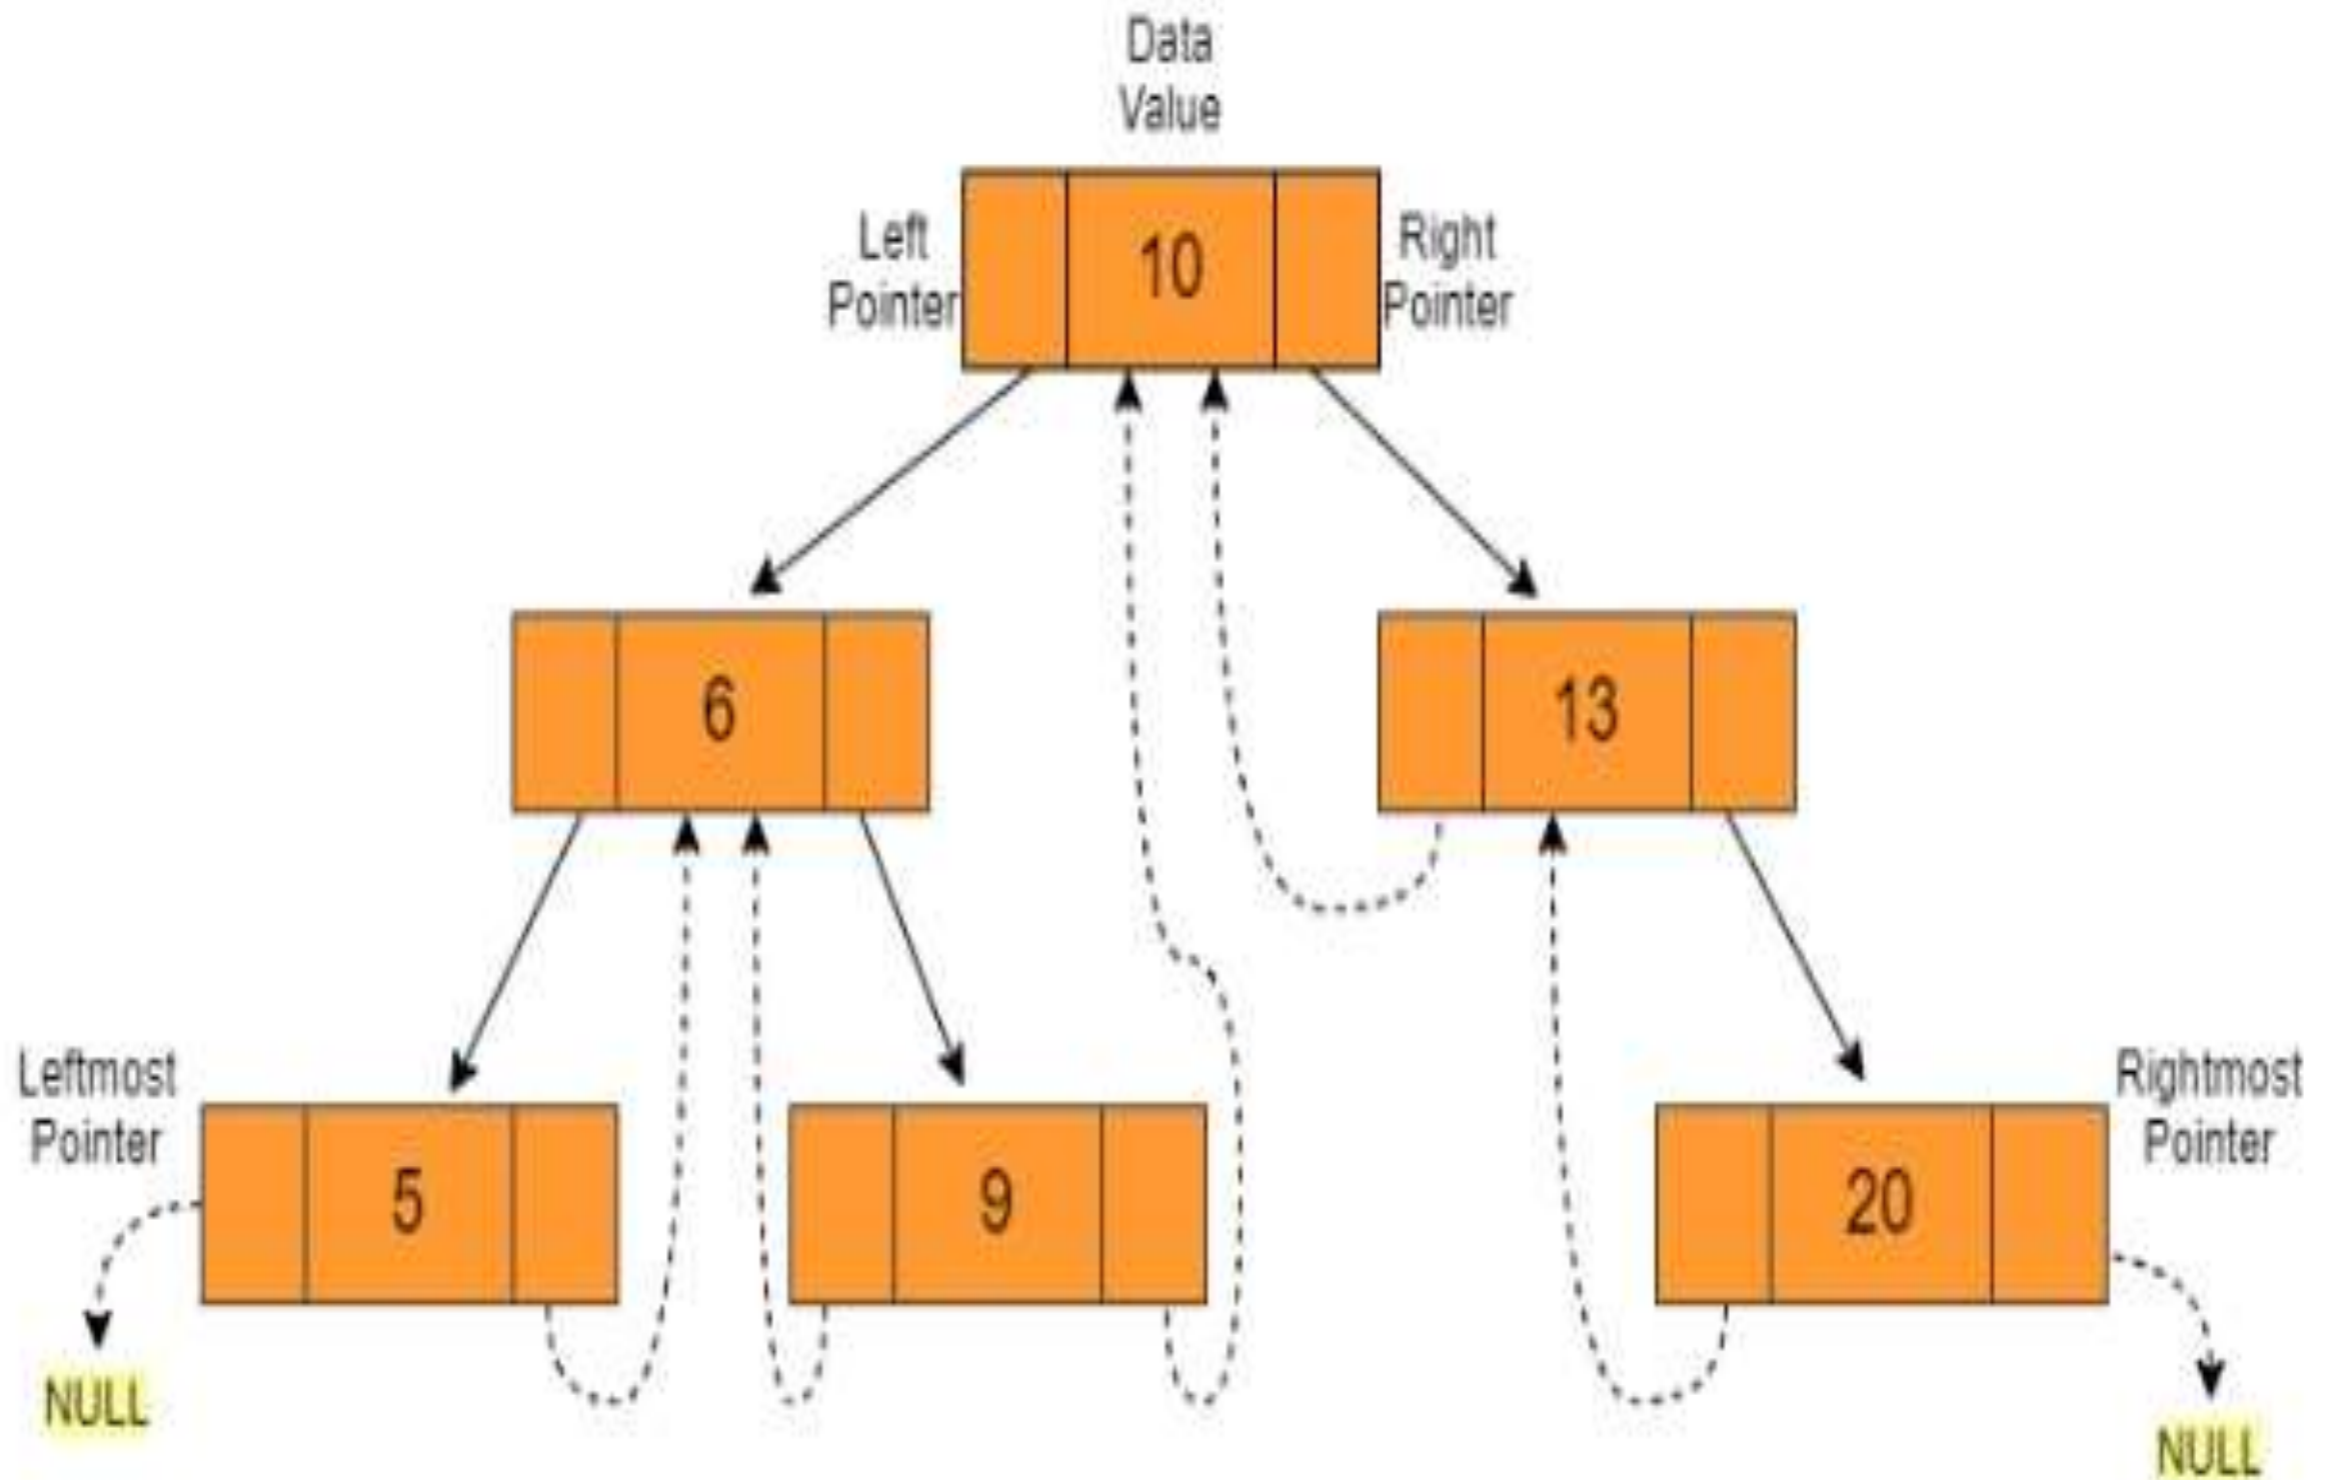 Data
Value
Left
Pointer
10
Right
Pointer
6
13
Leftmost
Pointer
5
9
20
Rightmost
Pointer
NULL
NULL